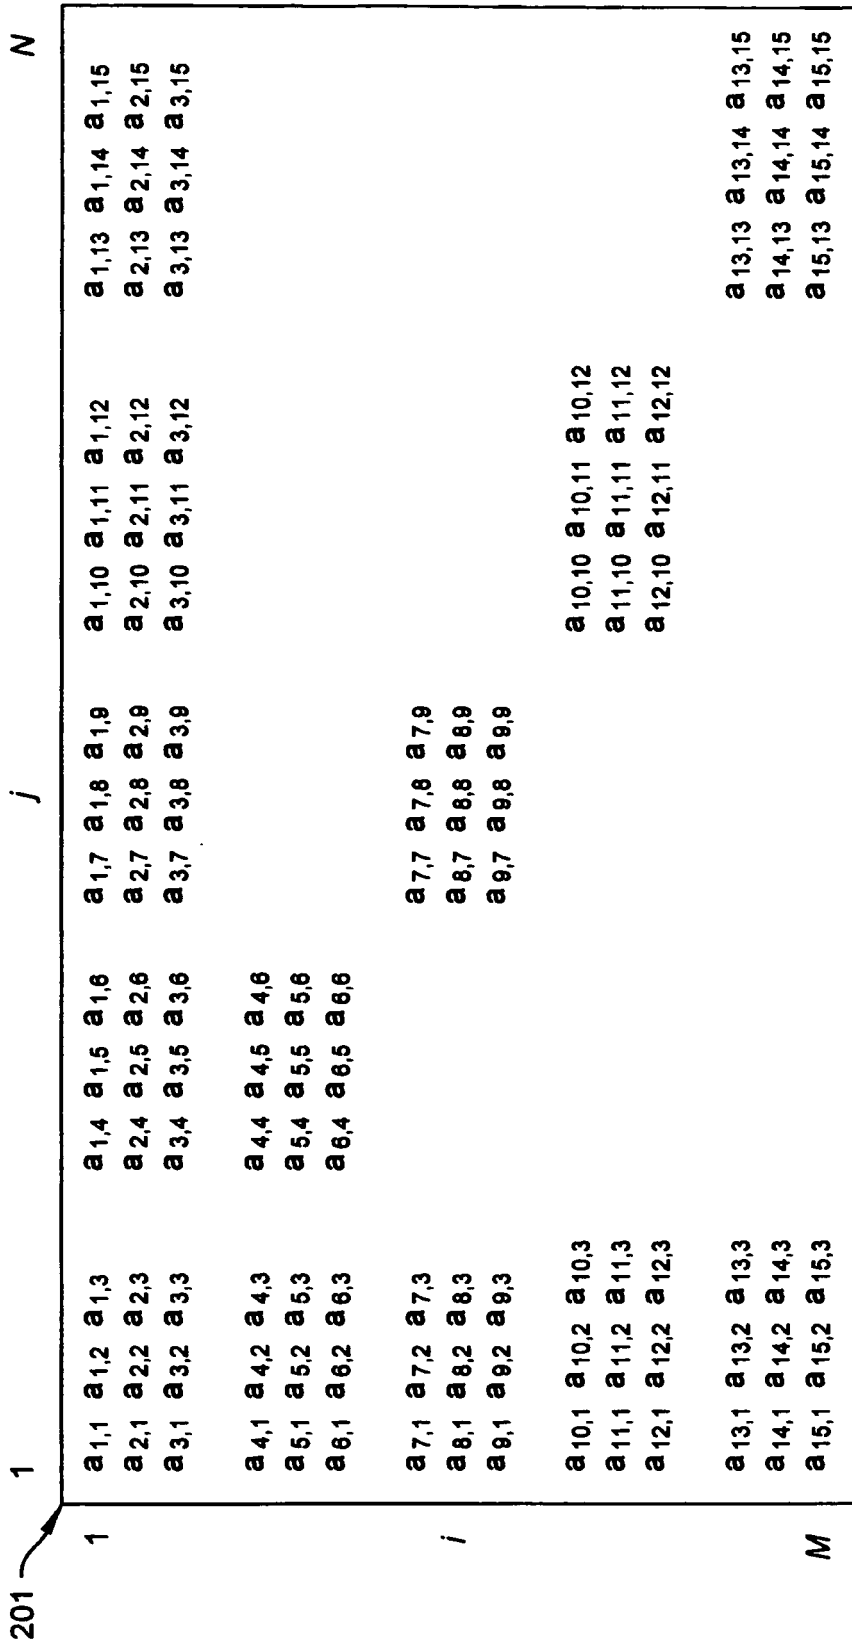 201
1 j N
1 a1,1 a1,2 a1,3 a1,4 a1,5 a1,6 a1,7 a1,8 a1,9 a1,10 a1,11 a1,12 a1,13 a1,14 a1,15
a2,1 a2,2 a2,3 a2,4 a2,5 a2,6 a2,7 a2,8 a2,9 a2,10 a2,11 a2,12 a2,13 a2,14 a2,15
a3,1 a3,2 a3,3 a3,4 a3,5 a3,6 a3,7 a3,8 a3,9 a3,10 a3,11 a3,12 a3,13 a3,14 a3,15
a4,1 a4,2 a4,3 a4,4 a4,5 a4,6
a5,1 a5,2 a5,3 a5,4 a5,5 a5,6
a6,1 a6,2 a6,3 a6,4 a6,5 a6,6
a7,1 a7,2 a7,3 a7,7 a7,8 a7,9
i a8,1 a8,2 a8,3 a8,7 a8,8 a8,9
a9,1 a9,2 a9,3 a9,7 a9,8 a9,9
a10,1 a10,2 a10,3 a10,10 a10,11 a10,12
a11,1 a11,2 a11,3 a11,10 a11,11 a11,12
a12,1 a12,2 a12,3 a12,10 a12,11 a12,12
a13,1 a13,2 a13,3 a13,13 a13,14 a13,15
a14,1 a14,2 a14,3 a14,13 a14,14 a14,15
M a15,1 a15,2 a15,3 a15,13 a15,14 a15,15